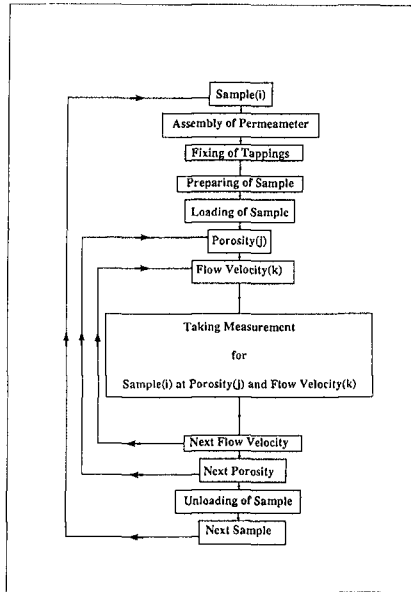 Sample(i)
Assembly of Permeameter
Fixing of Tappings
Preparing of Sample
Loading of Sample
Porosity(j)
Flow Velocity(k)
Taking Measurement
for
Sample(i) at Porosity(j) and Flow Velocity(k)
Next Flow Velocity
Next Porosity
Unloading of Sample
Next Sample